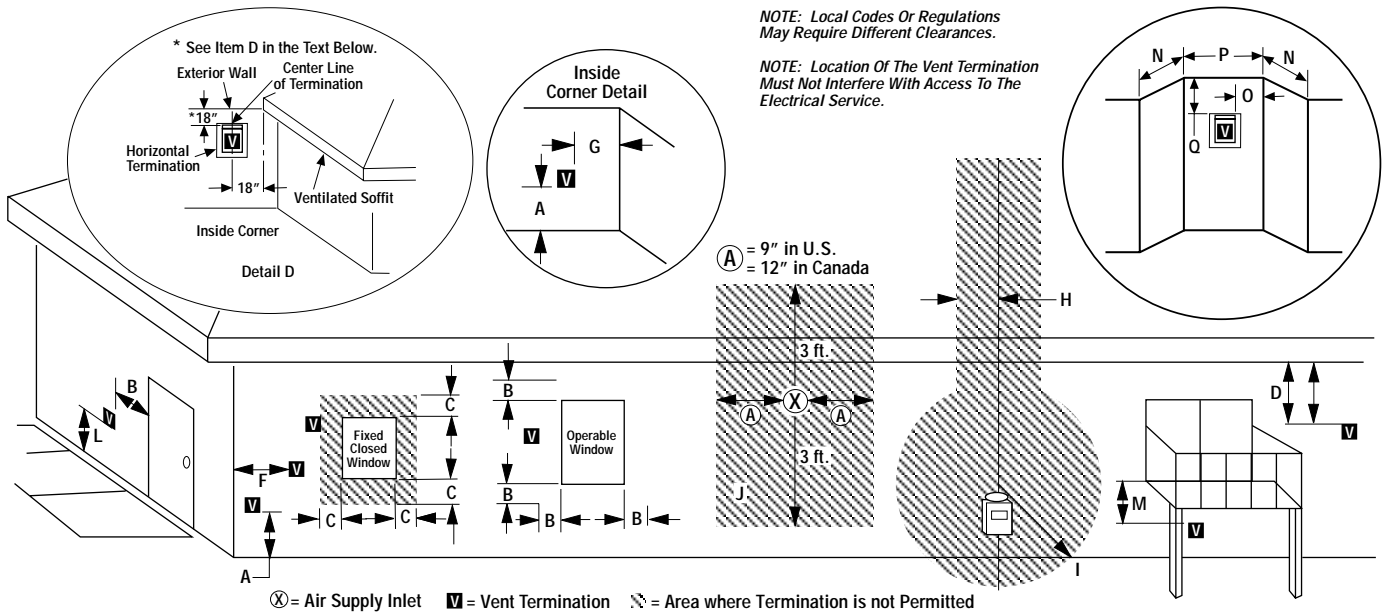 * See Item D in the Text Below.
Exterior Wall
Center Line
of Termination
*18"
V
Horizontal
Termination
18"
Ventilated Soffit
Inside Corner
Detail D
Inside
Corner Detail
G
V
A
NOTE: Local Codes Or Regulations
May Require Different Clearances.
NOTE: Location Of The Vent Termination
Must Not Interfere With Access To The
Electrical Service.
N P N
O
V
Q
A = 9" in U.S.
= 12" in Canada
H
3 ft.
A X A
3 ft.
J
B
V
L
F
V
V
A
V
Fixed
Closed
Window
C
C
C C
B
V
Operable
Window
B
B B
I
D
V
M
V
X = Air Supply Inlet V = Vent Termination = Area where Termination is not Permitted